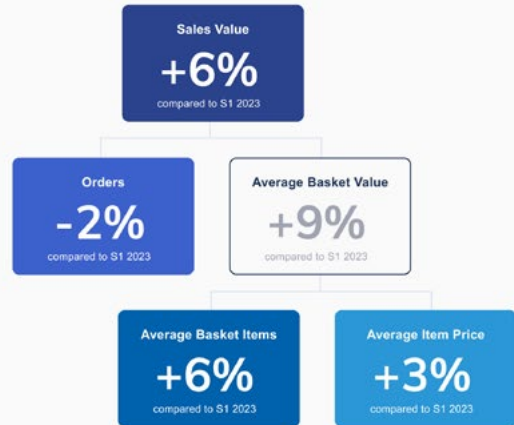 Sales Value
+6%
compared to S1 2023
Orders
-2%
compared to S1 2023
Average Basket Value
+9%
compared to S1 2023
Average Basket Items
+6%
compared to S1 2023
Average Item Price
+3%
compared to S1 2023